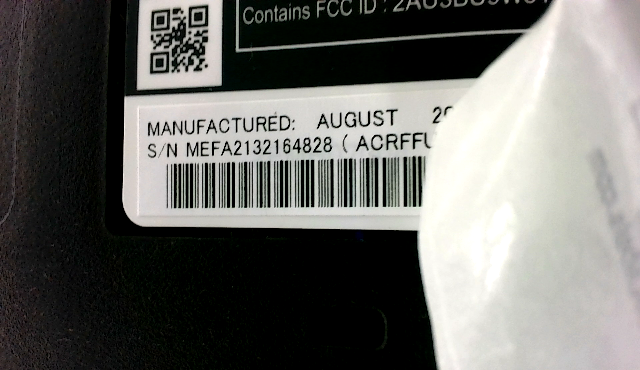 Contains FCC ID :
MANUFACTURED: AUGUST
S/N MEFA2132164828 (